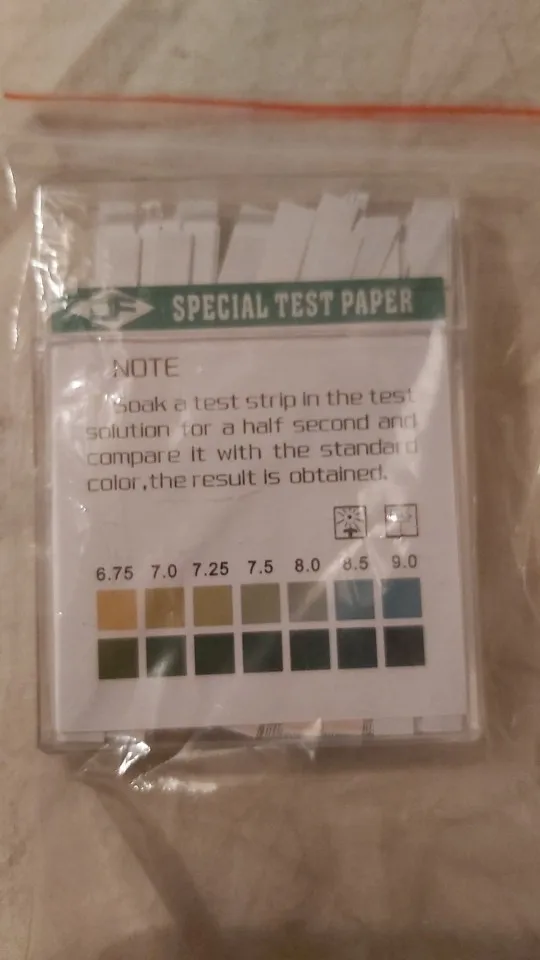 SPECIAL TEST PAPER
NOTE
Soak a test strip in the test
solution for a half second and
compare it with the standard
color,the result is obtained.
6.75 7.0 7.25 7.5 8.0 8.5 9.0